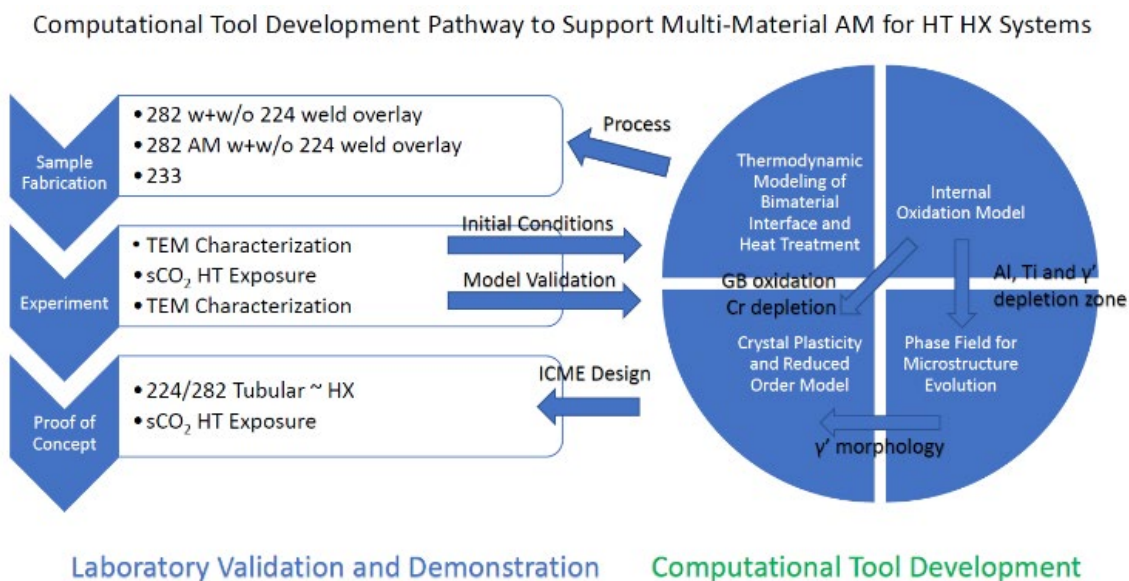 Computational Tool Development Pathway to Support Multi-Material AM for HT HX Systems
Sample
Fabrication
• 282 w+w/o 224 weld overlay
• 282 AM w+w/o 224 weld overlay
• 233
Process
Experiment
• TEM Characterization
• sCO₂ HT Exposure
• TEM Characterization
Initial Conditions
Model Validation
Proof of
Concept
• 224/282 Tubular ~ HX
• sCO₂ HT Exposure
ICME Design
Thermodynamic
Modeling of
Bimaterial
Interface and
Heat Treatment
Internal
Oxidation Model
GB oxidation
Cr depletion
Al, Ti and γ’
depletion zone
Crystal Plasticity
and Reduced
Order Model
Phase Field for
Microstructure
Evolution
γ’ morphology
Laboratory Validation and Demonstration
Computational Tool Development